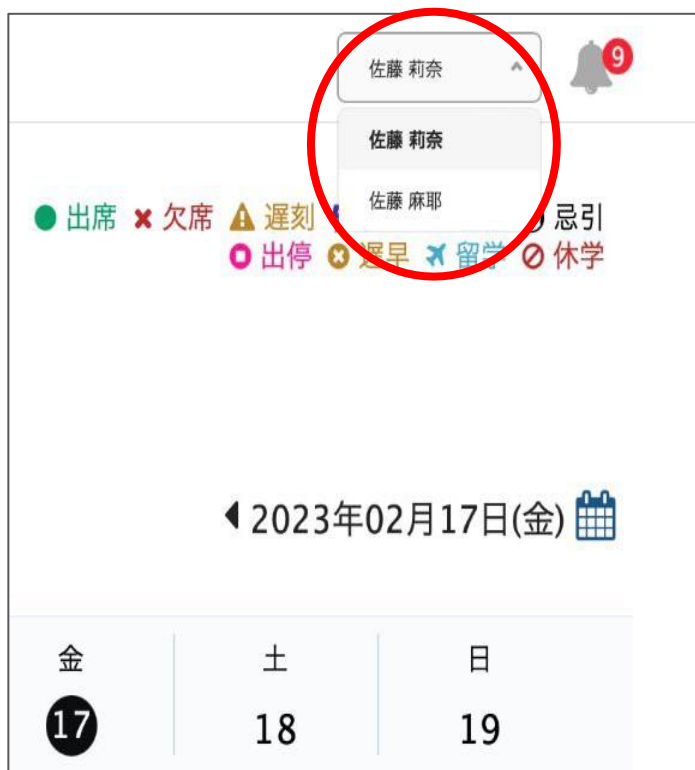 佐藤 莉奈
9
佐藤 莉奈
佐藤 麻耶
出席 欠席 遅刻 忌引
出停 遅早 留学 休学
2023年02月17日(金)
金 土 日
17 18 19